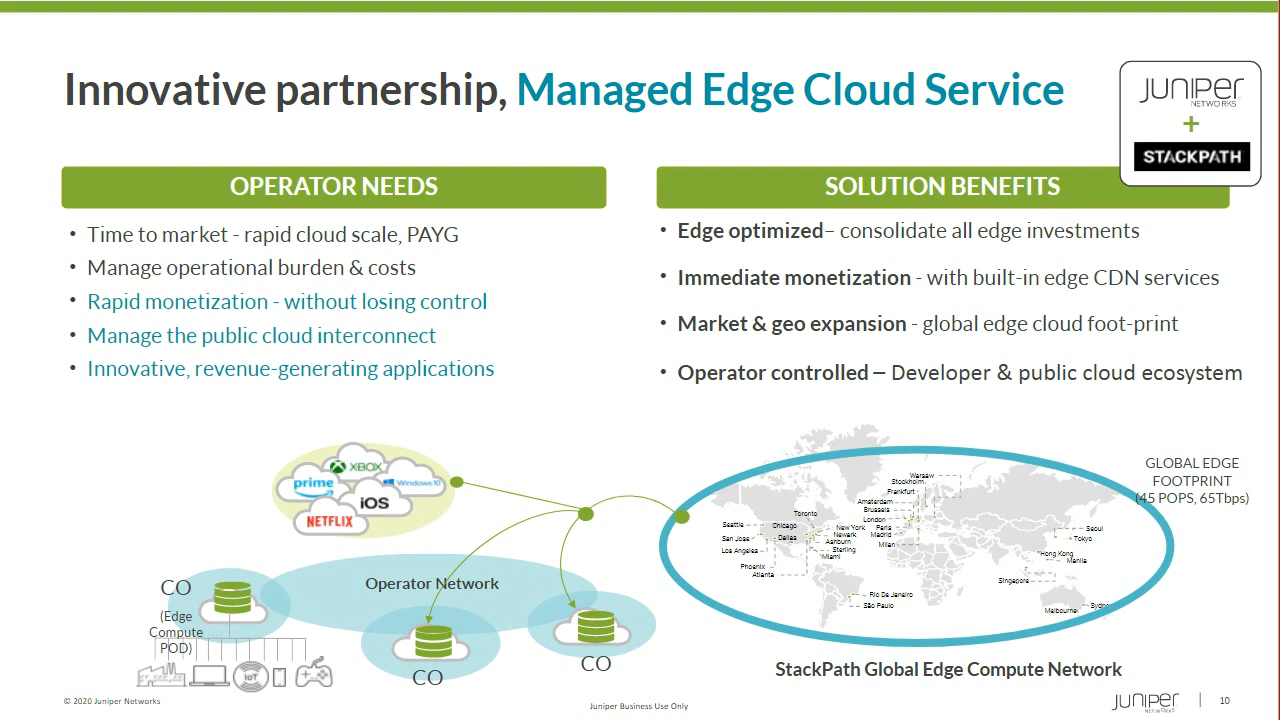 Innovative partnership, Managed Edge Cloud Service
JUNIPER
NETWORKS
+
STACKPATH
OPERATOR NEEDS
• Time to market - rapid cloud scale, PAYG
• Manage operational burden & costs
• Rapid monetization - without losing control
• Manage the public cloud interconnect
• Innovative, revenue-generating applications
SOLUTION BENEFITS
• Edge optimized– consolidate all edge investments
• Immediate monetization - with built-in edge CDN services
• Market & geo expansion - global edge cloud foot-print
• Operator controlled – Developer & public cloud ecosystem
XBOX
prime
Windows 10
iOS
NETFLIX
Operator Network
CO
(Edge
Compute
POD)
IoT
CO
CO
GLOBAL EDGE
FOOTPRINT
(45 POPS, 65Tbps)
Warsaw
Stockholm
Frankfurt
Amsterdam
Brussels
London
Paris
Madrid
Milan
Toronto
Seattle
Chicago
New York
San Jose
Dallas
Newark
Ashburn
Los Angeles
Sterling
Miami
Phoenix
Atlanta
Seoul
Tokyo
Hong Kong
Manila
Singapore
Rio De Janeiro
São Paulo
Melbourne
Sydney
StackPath Global Edge Compute Network
© 2020 Juniper Networks
Juniper Business Use Only
JUNIPER
NETWORKS
10